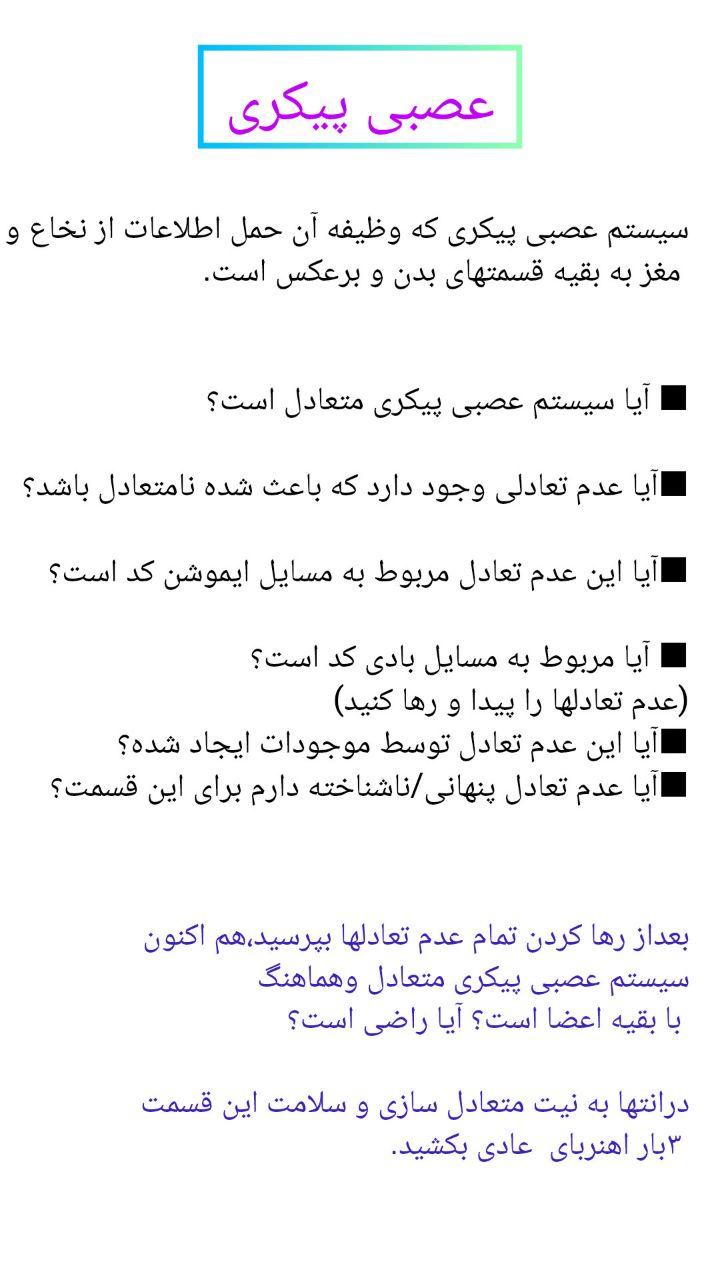 عصبی پیکری
سیستم عصبی پیکری که وظیفه آن حمل اطلاعات از نخاع و
مغز به بقیه قسمتهای بدن و برعکس است.
■ آیا سیستم عصبی پیکری متعادل است؟
■آیا عدم تعادلی وجود دارد که باعث شده نامتعادل باشد؟
■آیا این عدم تعادل مربوط به مسایل ایموشن کد است؟
■ آیا مربوط به مسایل بادی کد است؟
(عدم تعادلها را پیدا و رها کنید)
■آیا این عدم تعادل توسط موجودات ایجاد شده؟
■آیا عدم تعادل پنهانی/ناشناخته دارم برای این قسمت؟
بعداز رها کردن تمام عدم تعادلها بپرسید،هم اکنون
سیستم عصبی پیکری متعادل وهماهنگ
با بقیه اعضا است؟ آیا راضی است؟
درانتها به نیت متعادل سازی و سلامت این قسمت
۳بار اهنربای  عادی بکشید.